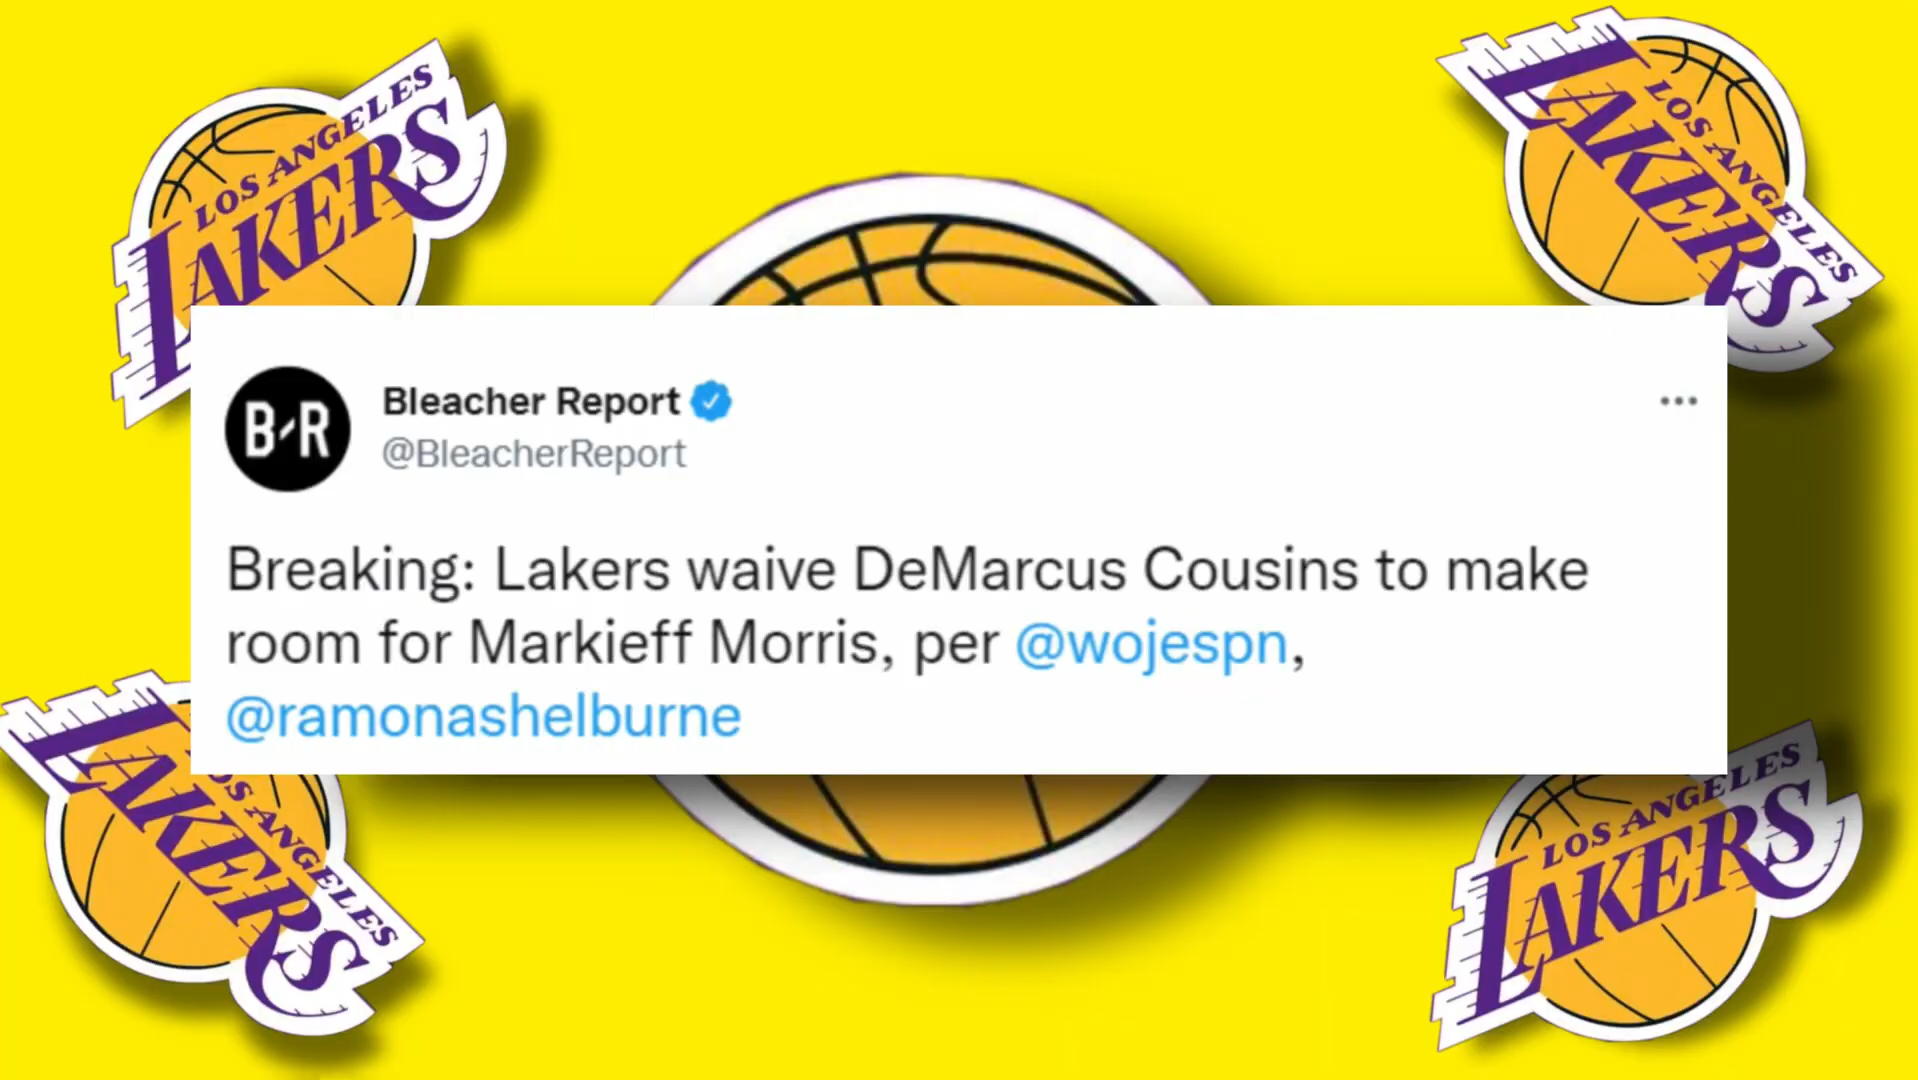 LOS ANGELES
LAKERS
LOS ANGELES
LAKERS
B/R
Bleacher Report
@BleacherReport
Breaking: Lakers waive DeMarcus Cousins to make
room for Markieff Morris, per @wojespn,
@ramonashelburne
LOS ANGELES
LAKERS
LOS ANGELES
LAKERS